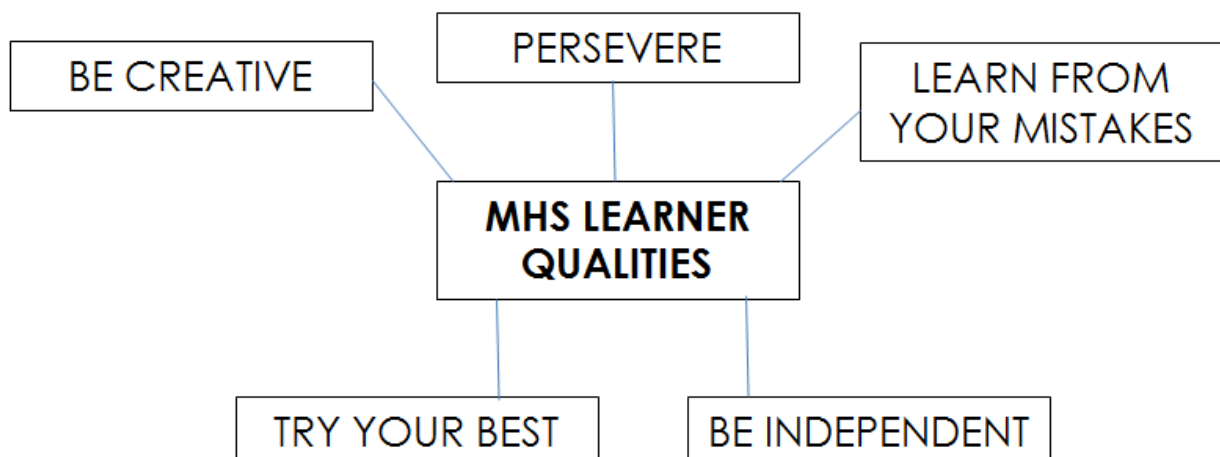 PERSEVERE
BE CREATIVE
LEARN FROM
YOUR MISTAKES
MHS LEARNER
QUALITIES
TRY YOUR BEST
BE INDEPENDENT